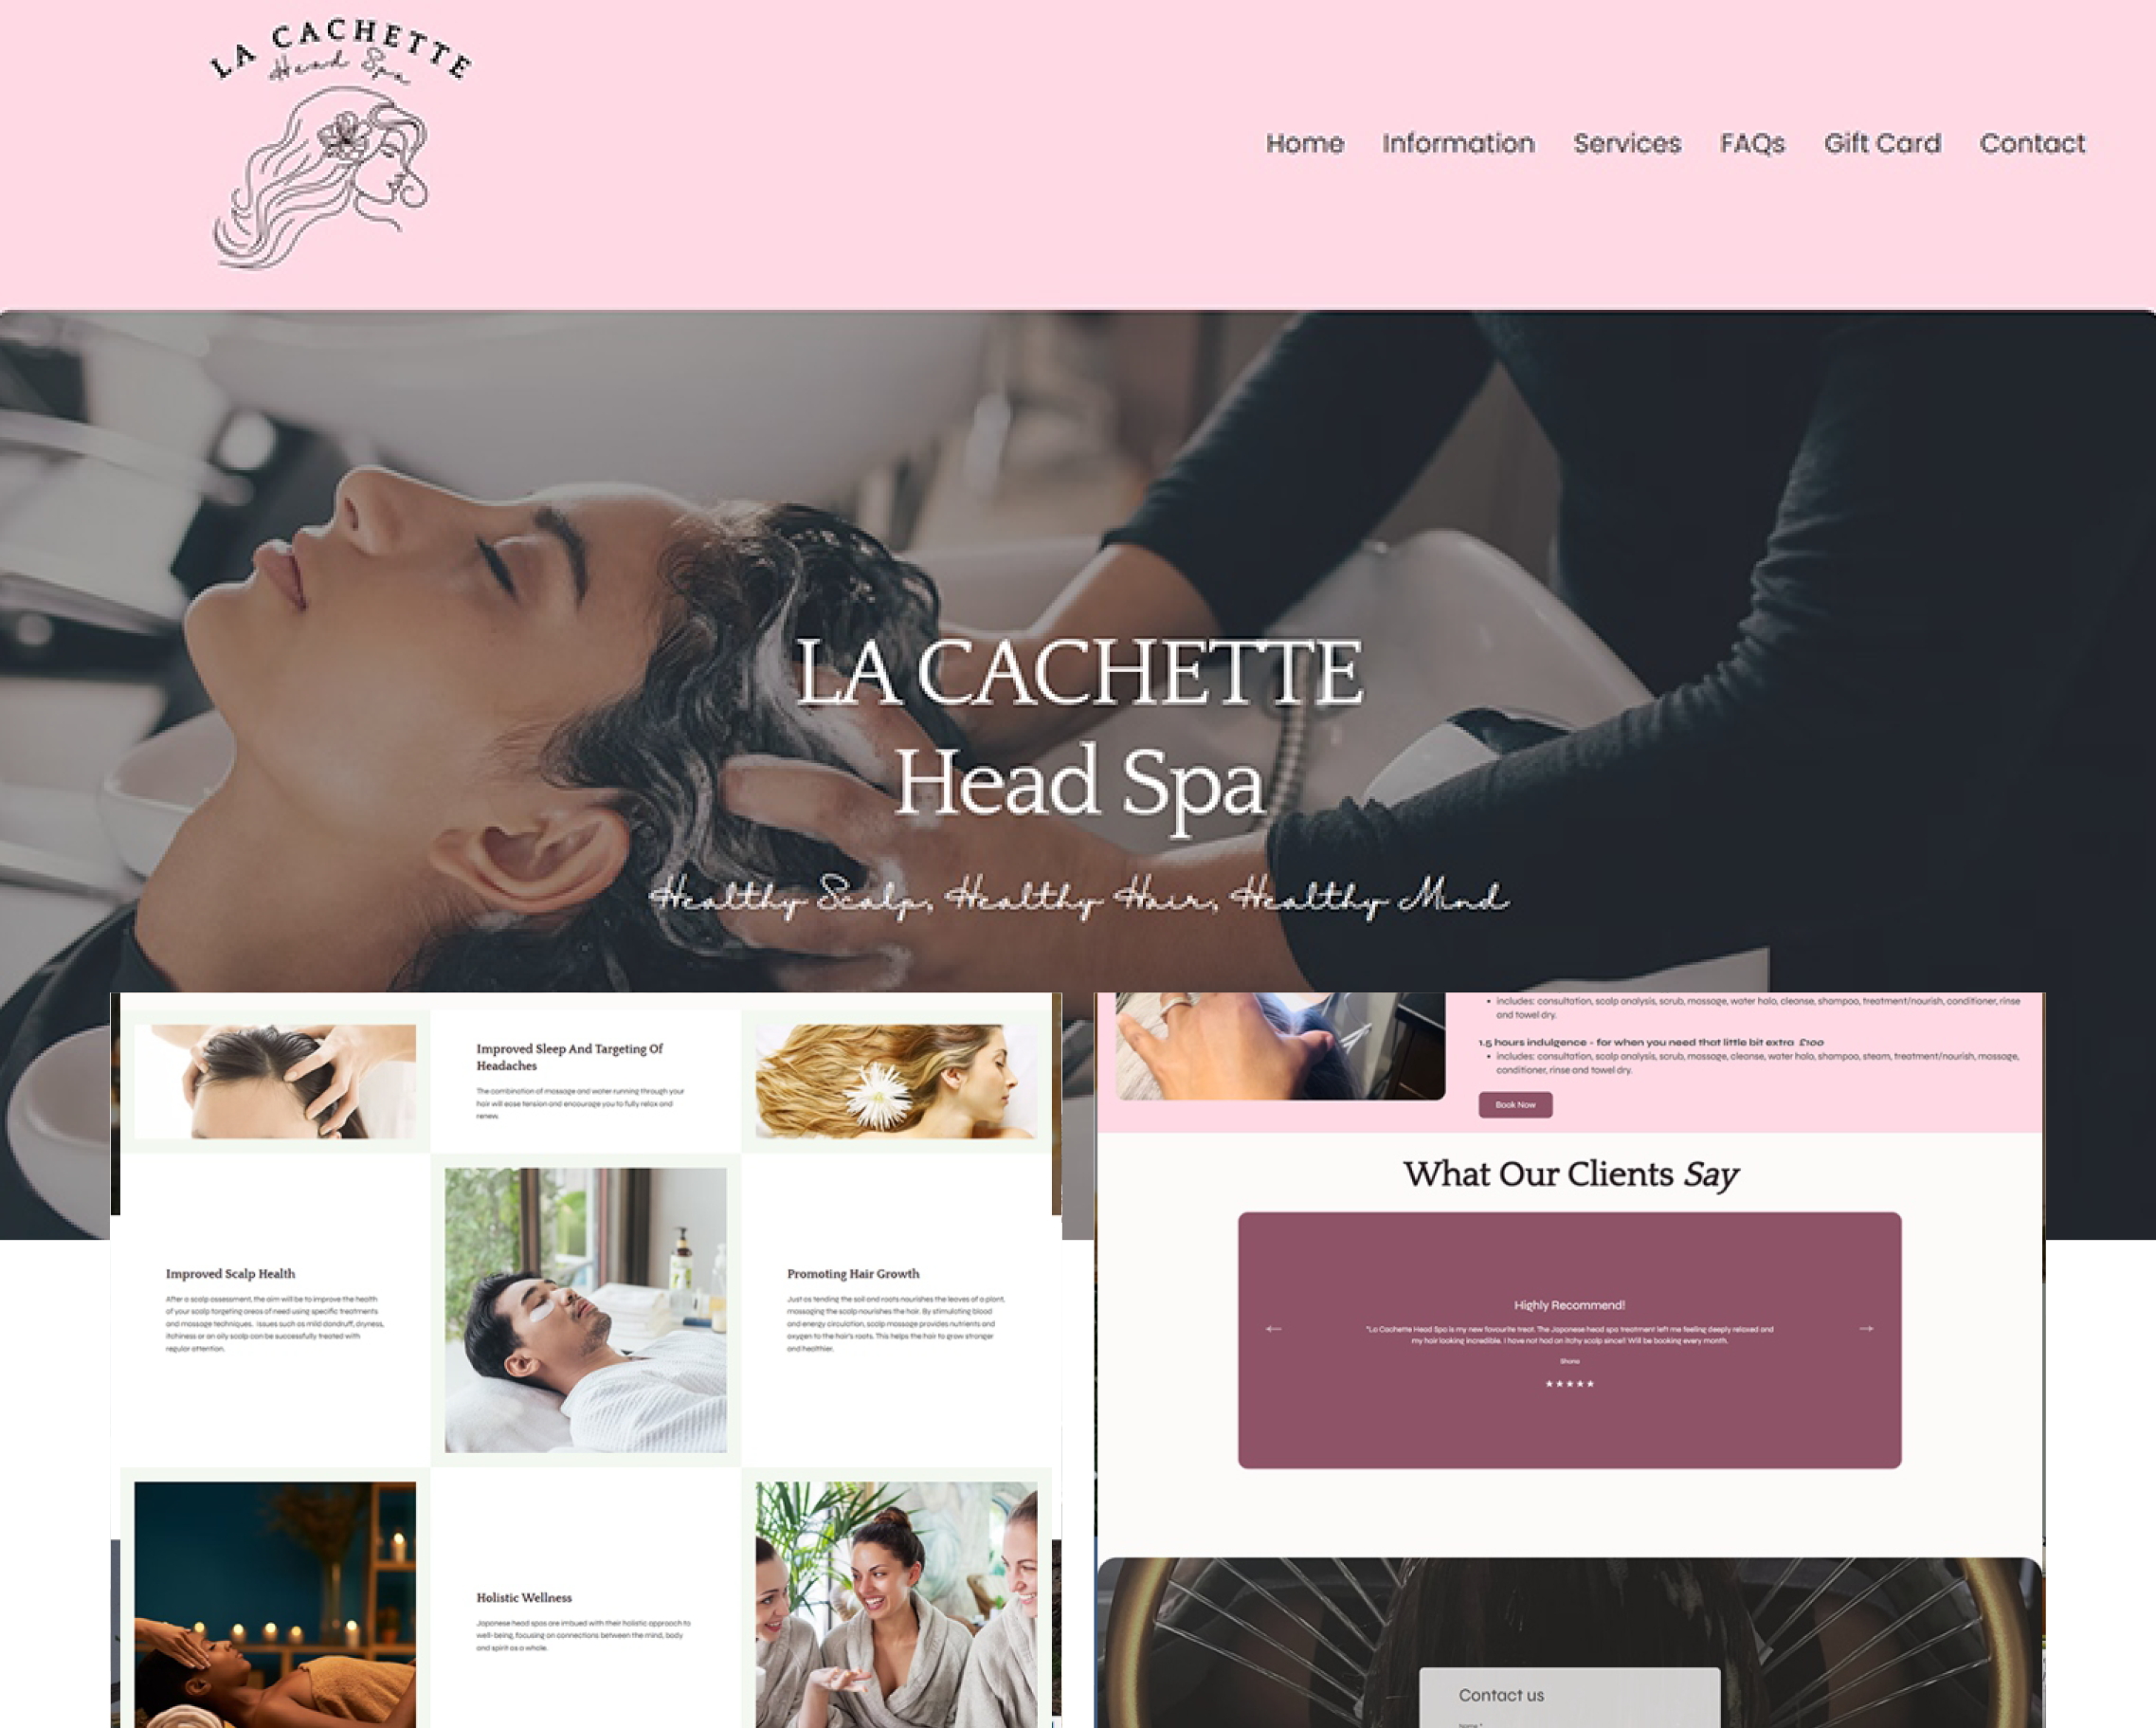 LA CACHETTE
Head Spa
Home Information Services FAQs Gift Card Contact
LA CACHETTE
Head Spa
Healthy Scalp, Healthy Hair, Healthy Mind
Improved Sleep And Targeting Of
Headaches
The combination of massage and water running through your
hair will ease tension and encourage you to fully relax and
renew.
Improved Scalp Health
After a scalp assessment, the aim will be to improve the health
of your scalp targeting areas of need using specific treatments
and massage techniques. Issues such as mild dandruff, dryness,
itchiness or an oily scalp can be successfully treated with
regular attention.
Promoting Hair Growth
Just as tending the soil and roots nourishes the leaves of a plant,
massaging the scalp nourishes the hair. By stimulating blood
and energy circulation, scalp massage provides nutrients and
oxygen to the hair's roots. This helps the hair to grow stronger
and healthier.
Holistic Wellness
Japanese head spas are imbued with their holistic approach to
well-being, focusing on connections between the mind, body
and spirit as a whole.
includes: consultation, scalp analysis, scrub, massage, water halo, cleanse, shampoo, treatment/nourish, conditioner, rinse
and towel dry.
1.5 hours indulgence - for when you need that little bit extra £100
includes: consultation, scalp analysis, scrub, massage, cleanse, water halo, shampoo, steam, treatment/nourish, massage,
conditioner, rinse and towel dry.
Book Now
What Our Clients Say
Highly Recommend!
"La Cachette Head Spa is my new favourite treat. The Japanese head spa treatment left me feeling deeply relaxed and
my hair looking incredible. I have not had an itchy scalp since!! Will be booking every month.
Shona
Contact us
Name *